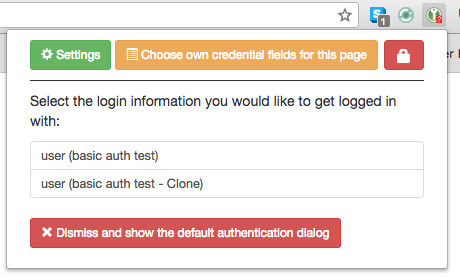 1
Settings
Choose own credential fields for this page
Select the login information you would like to get logged in
with:
user (basic auth test)
user (basic auth test - Clone)
Dismiss and show the default authentication dialog